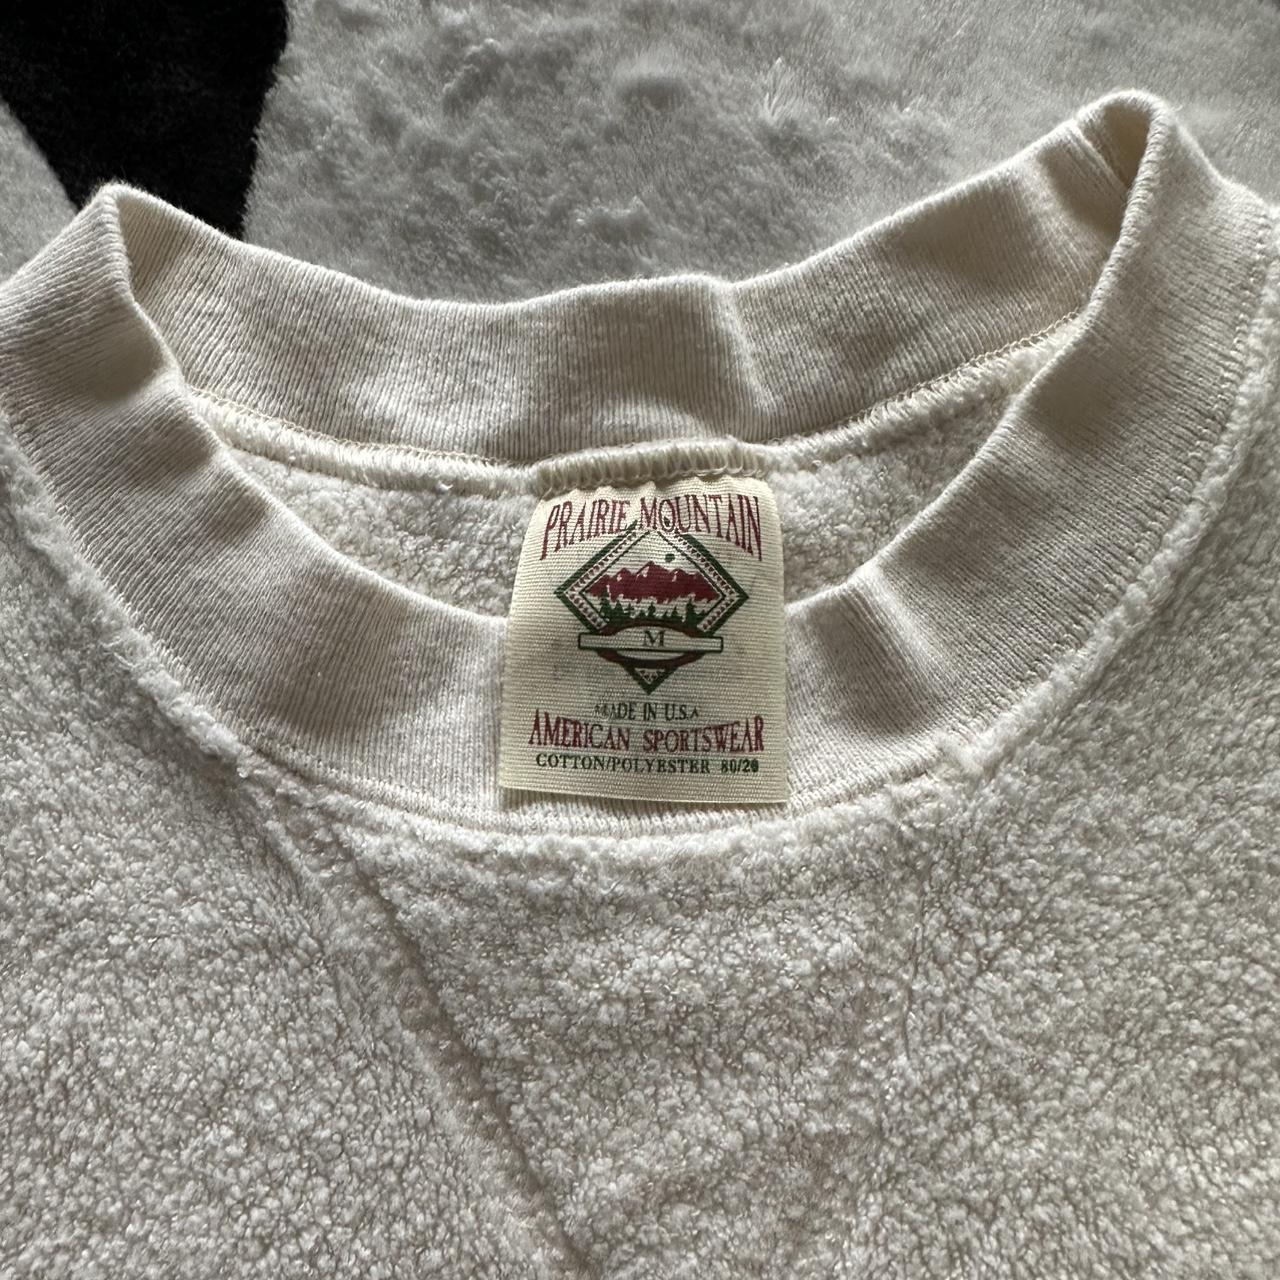 PRAIRIE MOUNTAIN
M
MADE IN U.S.A
AMERICAN SPORTSWEAR
COTTON/POLYESTER 80/20